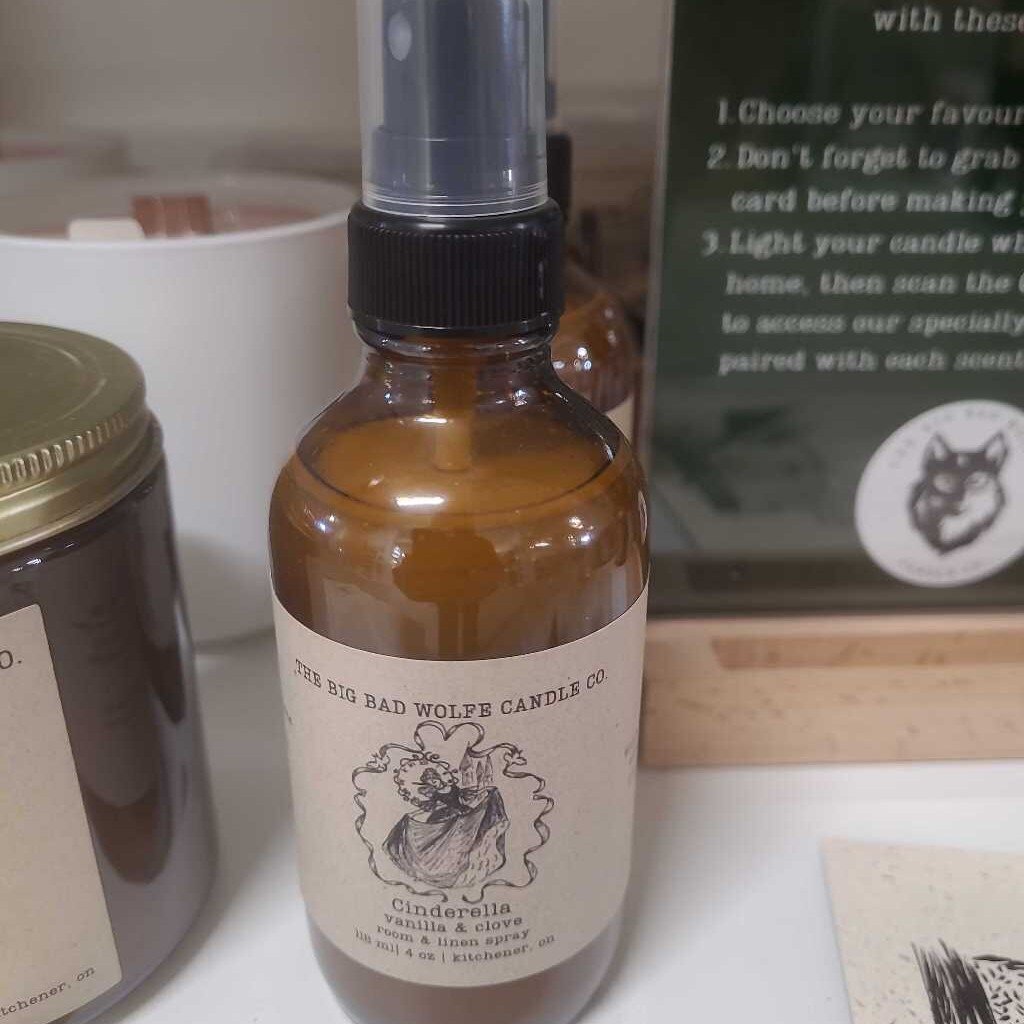 with these
1. Choose your favour
2. Don't forget to grab
card before making
3. Light your candle wh
home, then scan the
to access our specially
paired with each scent
THE BIG BAD WOLFE CANDLE CO.
Cinderella
vanilla & clove
room & linen spray
118 ml | 4 oz | kitchener, on
O.
tchener, on